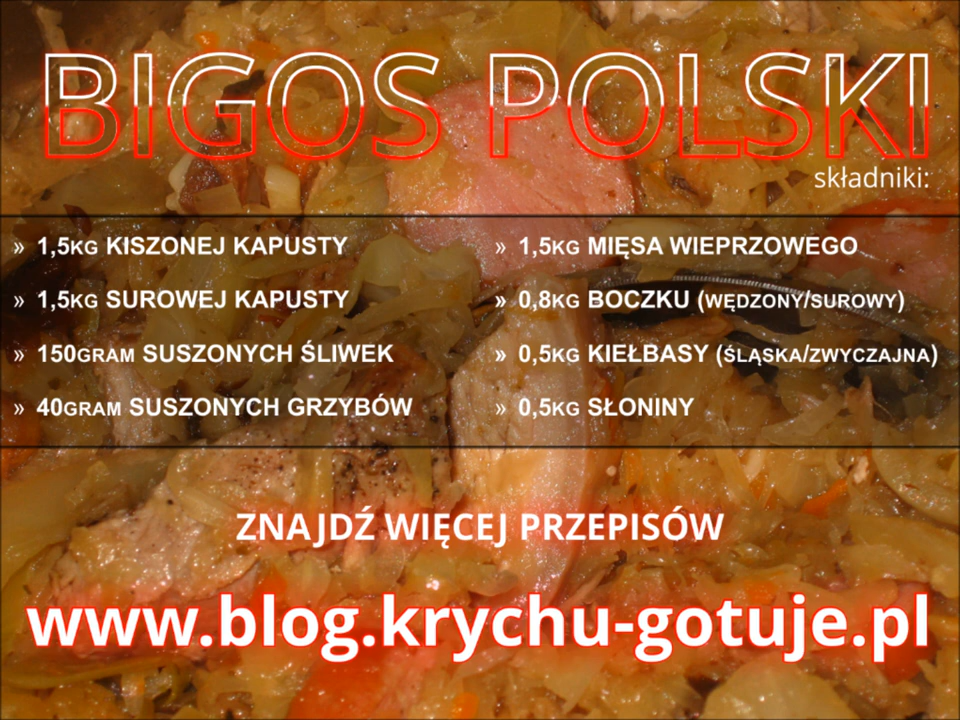 BIGOS POLSKI
składniki:
» 1,5KG KISZONEJ KAPUSTY
» 1,5KG SUROWEJ KAPUSTY
» 150GRAM SUSZONYCH ŚLIWEK
» 40GRAM SUSZONYCH GRZYBÓW
» 1,5KG MIĘSA WIEPRZOWEGO
» 0,8KG BOCZKU (WĘDZONY/SUROWY)
» 0,5KG KIEŁBASY (ŚLĄSKA/ZWYCZAJNA)
» 0,5KG SŁONINY
ZNAJDŹ WIĘCEJ PRZEPISÓW
www.blog.krychu-gotuje.pl